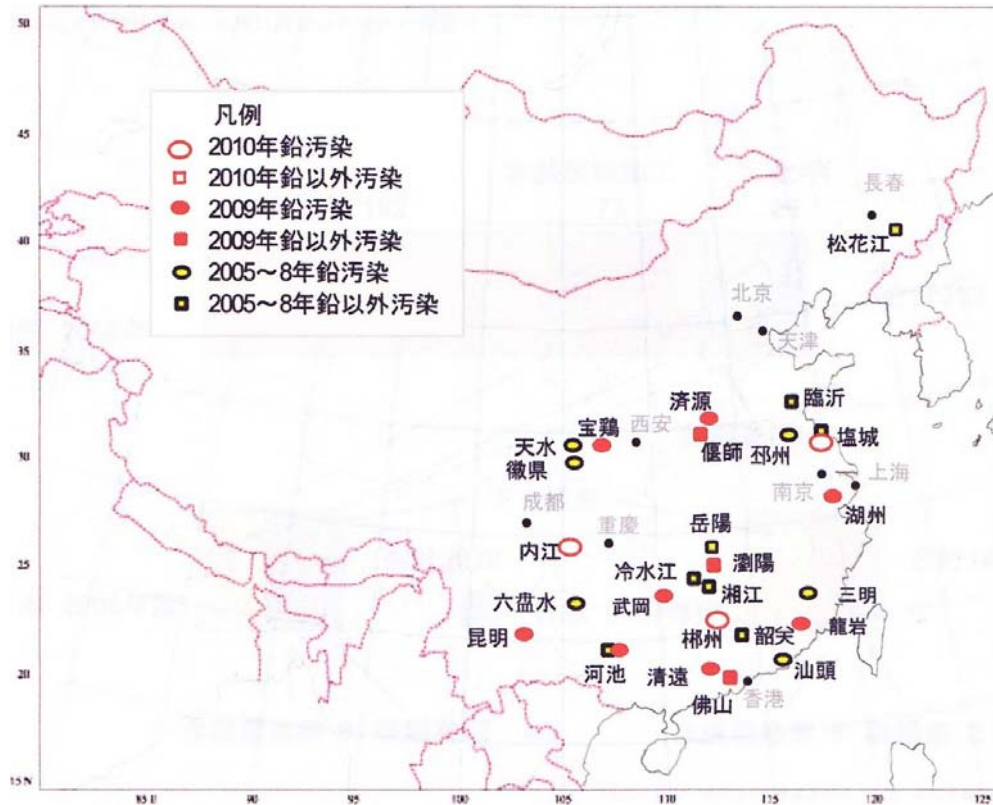 50
45
40
35
30
25
20
15 N
85 E
90
95
100
105
110
115
120
125
凡例
2010年鉛汚染
2010年鉛以外汚染
2009年鉛汚染
2009年鉛以外汚染
2005～8年鉛汚染
2005～8年鉛以外汚染
長春
松花江
北京
天津
臨沂
済源
宝鶏
西安
天水
偃師
邳州
塩城
徽県
上海
南京
成都
湖州
岳陽
重慶
内江
瀏陽
冷水江
湘江
三明
六盘水
武岡
龍岩
昆明
郴州
韶关
河池
清遠
汕頭
佛山
香港